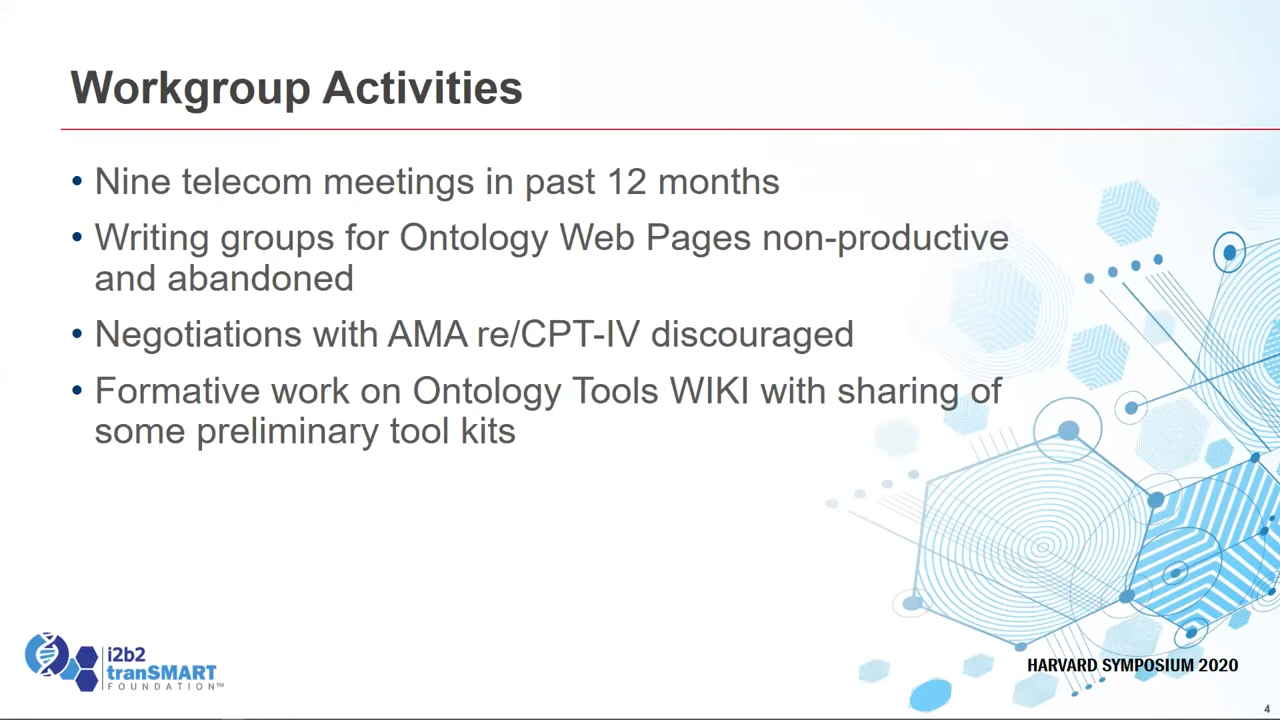 Workgroup Activities
• Nine telecom meetings in past 12 months
• Writing groups for Ontology Web Pages non-productive
and abandoned
• Negotiations with AMA re/CPT-IV discouraged
• Formative work on Ontology Tools WIKI with sharing of
some preliminary tool kits
i2b2
tranSMART
FOUNDATION™
HARVARD SYMPOSIUM 2020
4